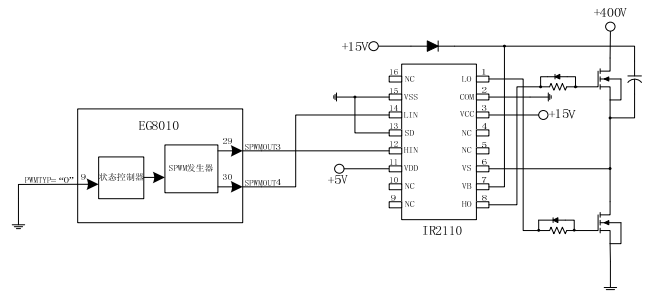 +400V
+15V
16 NC
15 VSS
14 LIN
13 SD
12 HIN
11 VDD
10 NC
9 NC
LO 1
COM 2
VCC 3
NC 4
NC 5
VS 6
VB 7
HO 8
+15V
IR2110
+5V
EG8010
29 SPWMOUT3
30 SPWMOUT4
PWMTYP= “0” 9
状态控制器
SPWM发生器